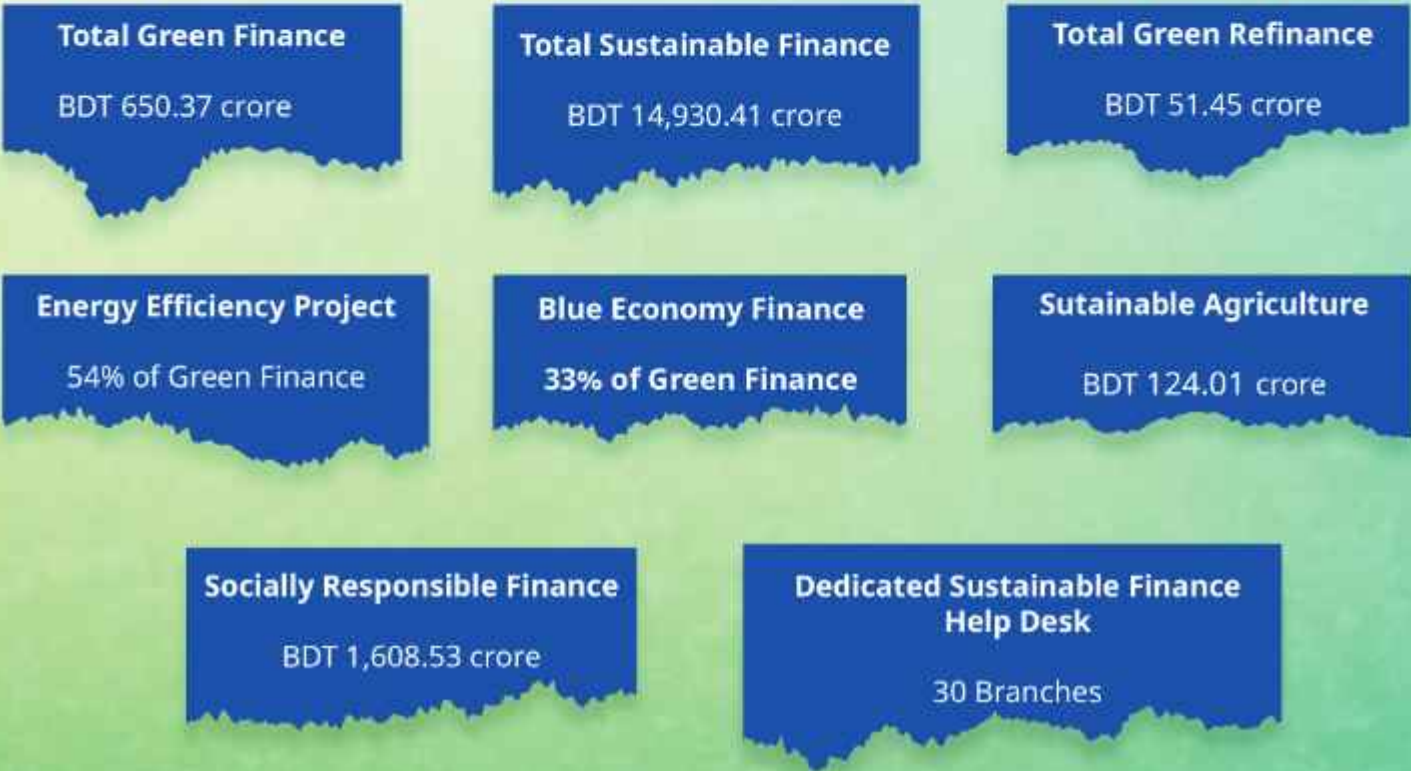 Total Green Finance
BDT 650.37 crore
Total Sustainable Finance
BDT 14,930.41 crore
Total Green Refinance
BDT 51.45 crore
Energy Efficiency Project
54% of Green Finance
Blue Economy Finance
33% of Green Finance
Sutainable Agriculture
BDT 124.01 crore
Socially Responsible Finance
BDT 1,608.53 crore
Dedicated Sustainable Finance
Help Desk
30 Branches